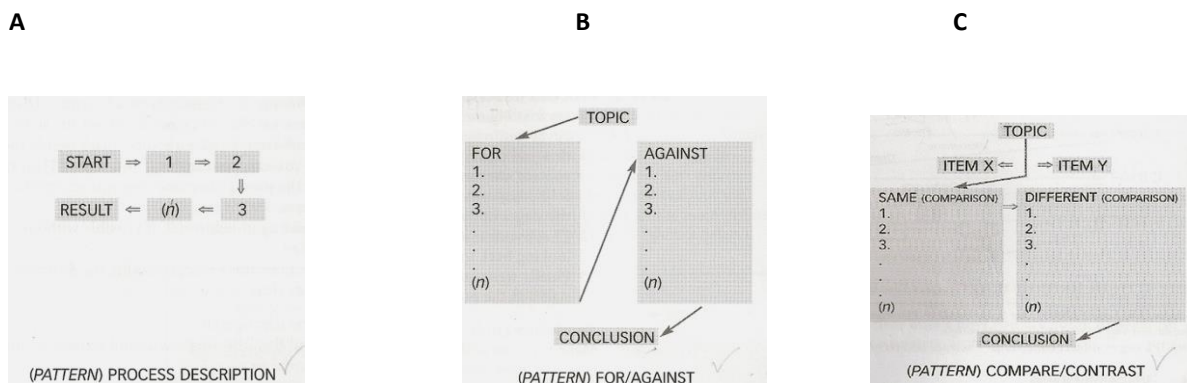 A
B
C
START ⇒ 1 ⇒ 2
⇓
RESULT ⇐ (n) ⇐ 3
(PATTERN) PROCESS DESCRIPTION
TOPIC
FOR
1.
2.
3.
.
.
.
(n)
AGAINST
1.
2.
3.
.
.
.
(n)
CONCLUSION
(PATTERN) FOR/AGAINST
TOPIC
ITEM X ⇐ ⇒ ITEM Y
SAME (COMPARISON) ⇒
1.
2.
3.
.
.
.
(n)
DIFFERENT (COMPARISON)
1.
2.
3.
.
.
.
(n)
CONCLUSION
(PATTERN) COMPARE/CONTRAST